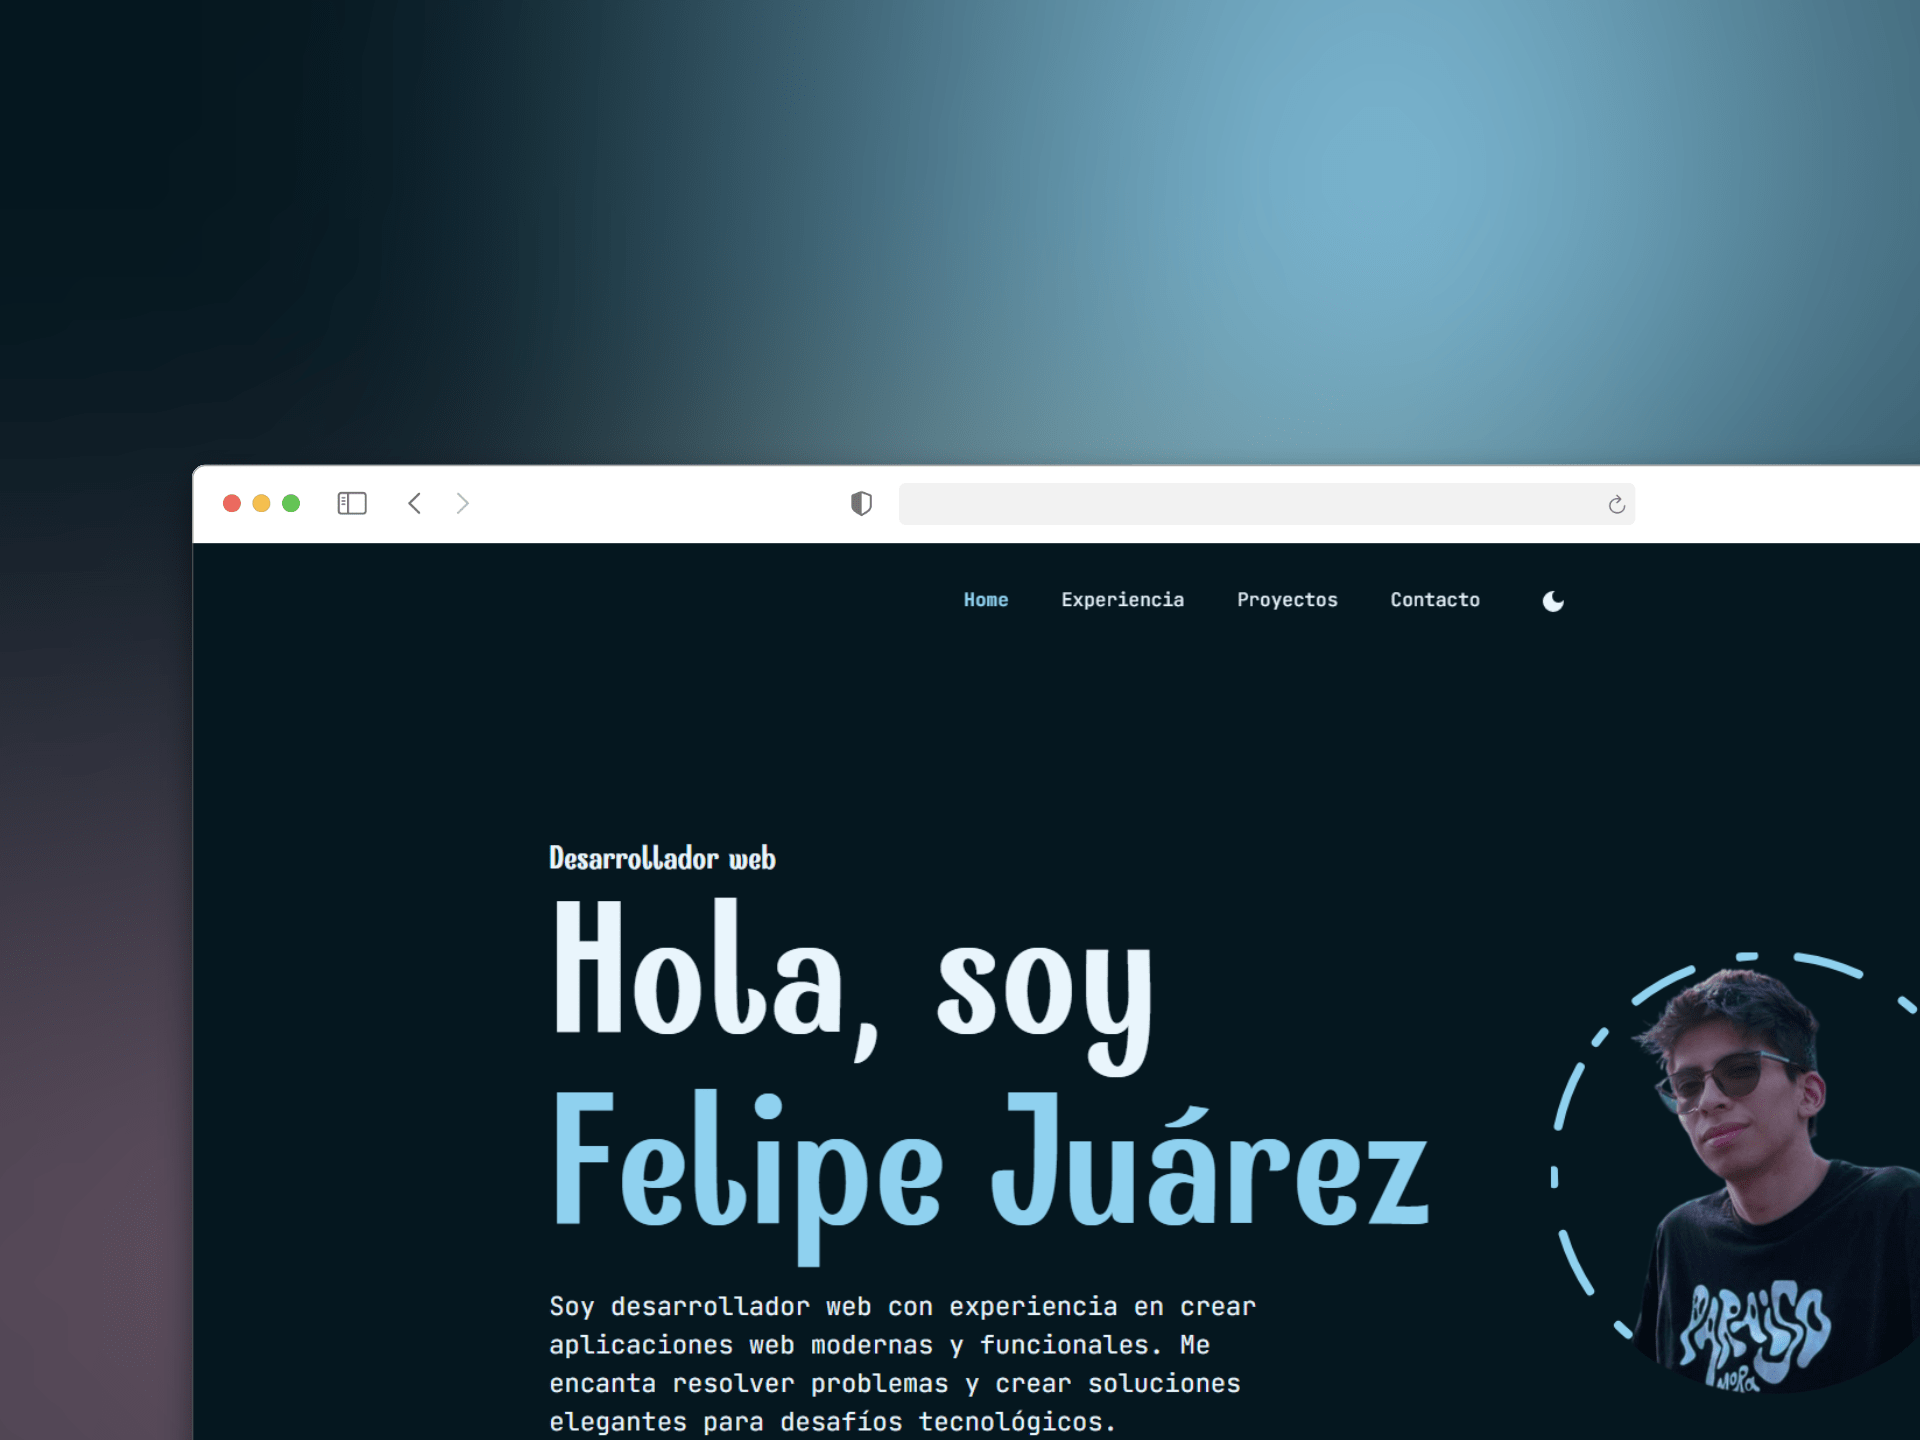 Home Experiencia Proyectos Contacto
Desarrollador web
Hola, soy
Felipe Juárez
Soy desarrollador web con experiencia en crear
aplicaciones web modernas y funcionales. Me
encanta resolver problemas y crear soluciones
elegantes para desafíos tecnológicos.
PARAISO
MORA